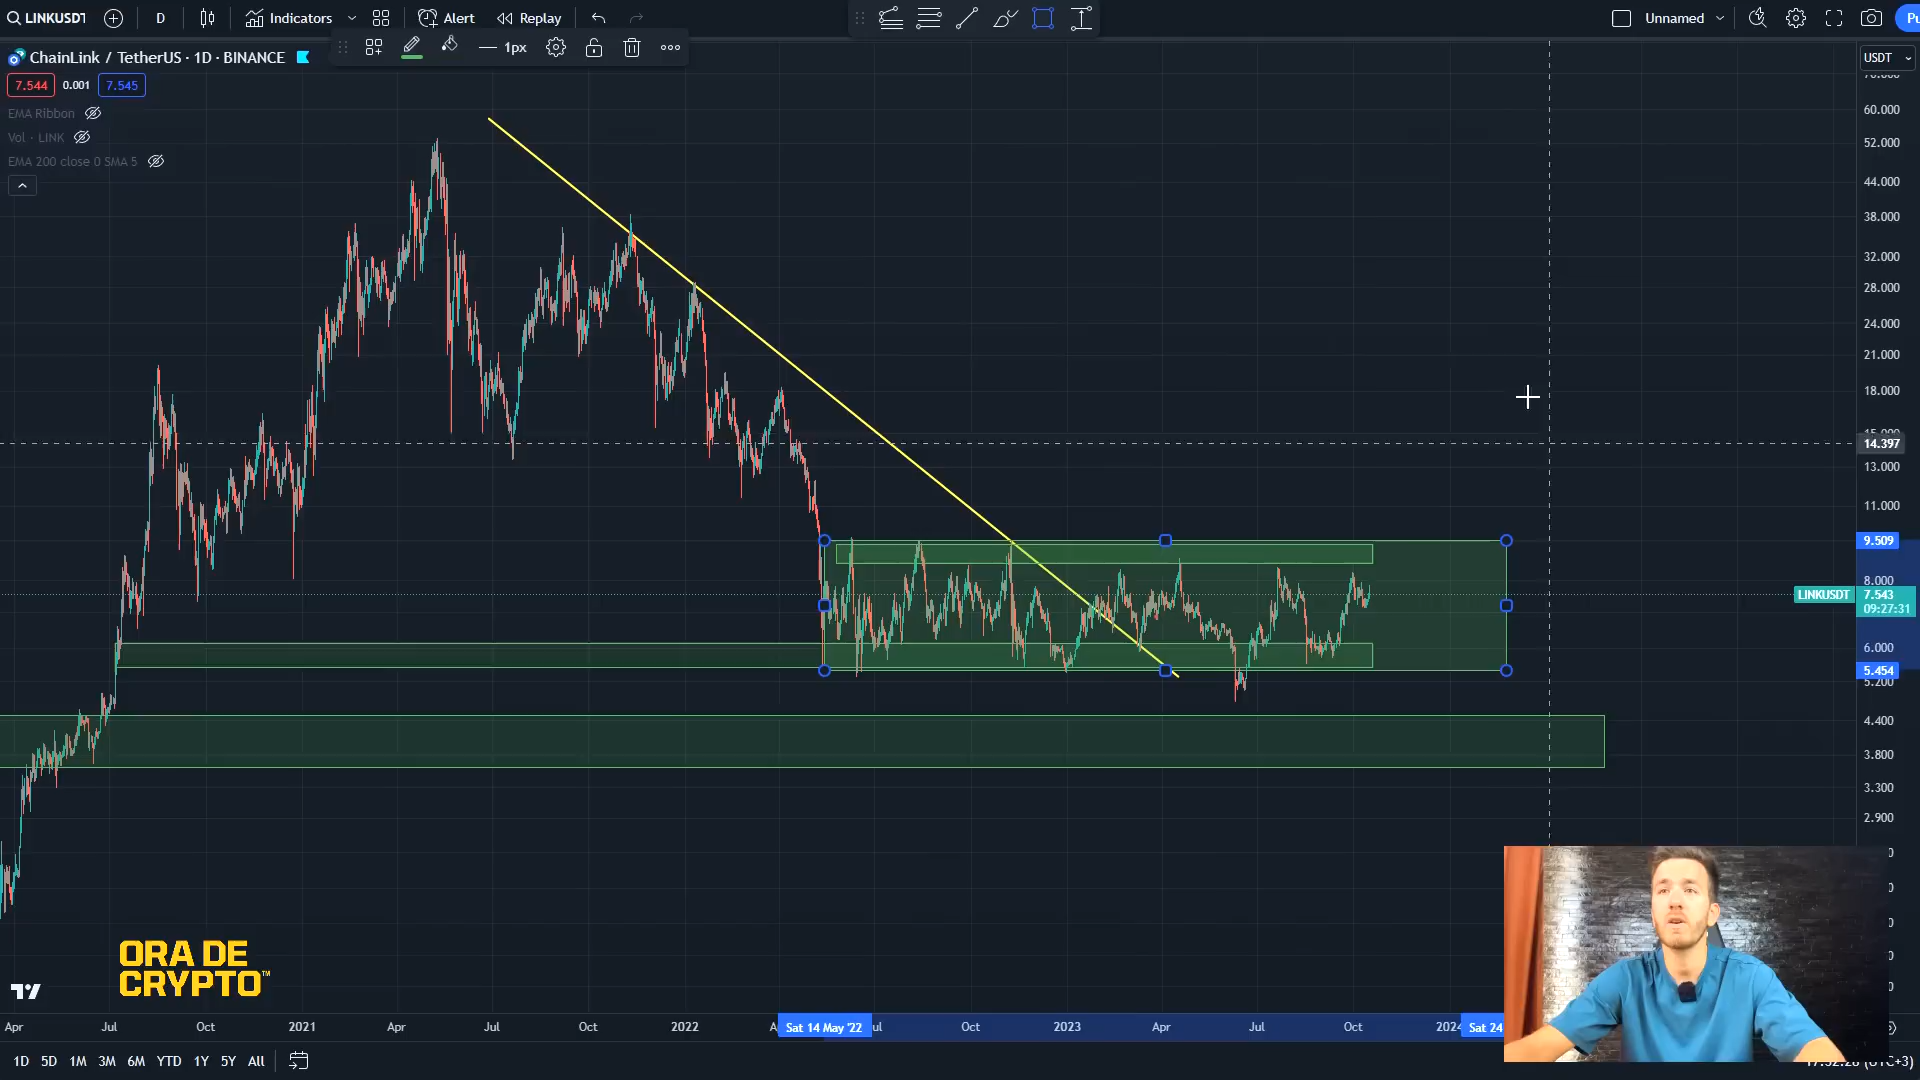 LINKUSDT
D
Indicators
Alert
Replay
Unnamed
Pu
1px
ChainLink / TetherUS · 1D · BINANCE
USDT
7.544
0.001
7.545
EMA Ribbon
Vol · LINK
EMA 200 close 0 SMA 5
60.000
52.000
44.000
38.000
32.000
28.000
24.000
21.000
18.000
14.397
13.000
11.000
9.509
8.000
LINKUSDT
7.543
09:27:31
6.000
5.454
5.200
4.400
3.800
3.300
2.900
ORA DE
CRYPTO™
Apr
Jul
Oct
2021
Apr
Jul
Oct
2022
Sat 14 May '22
Oct
2023
Apr
Jul
Oct
2024
Sat 24
1D
5D
1M
3M
6M
YTD
1Y
5Y
All